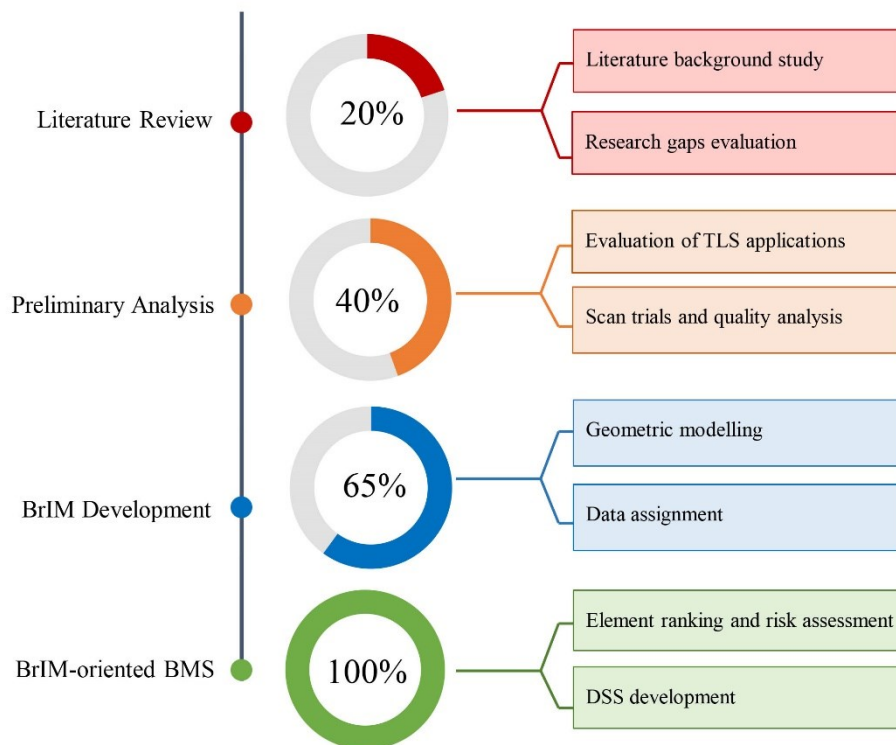 Literature Review
20%
Literature background study
Research gaps evaluation
Preliminary Analysis
40%
Evaluation of TLS applications
Scan trials and quality analysis
BrIM Development
65%
Geometric modelling
Data assignment
BrIM-oriented BMS
100%
Element ranking and risk assessment
DSS development